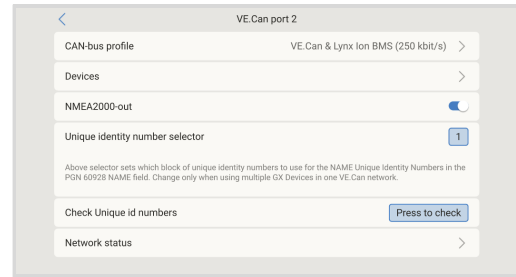 VE.Can port 2
CAN-bus profile VE.Can & Lynx Ion BMS (250 kbit/s)
Devices
NMEA2000-out
Unique identity number selector 1
Above selector sets which block of unique identity numbers to use for the NAME Unique Identity Numbers in the
PGN 60928 NAME field. Change only when using multiple GX Devices in one VE.Can network.
Check Unique id numbers Press to check
Network status